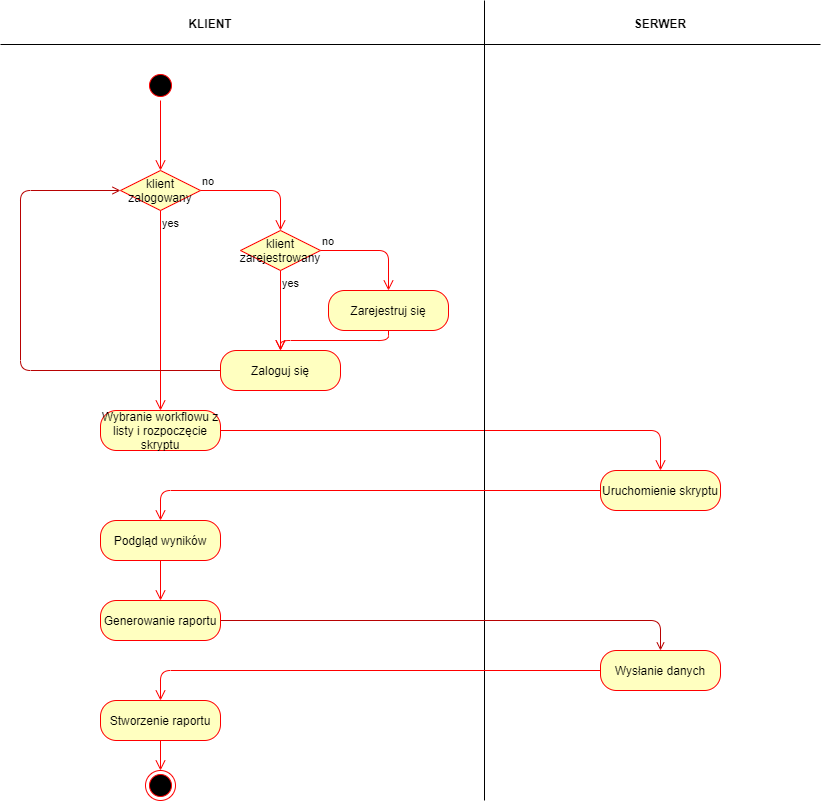 KLIENT
SERWER
klient
zalogowany
no
yes
klient
zarejestrowany
no
yes
Zarejestruj się
Zaloguj się
Wybranie workflowu z
listy i rozpoczęcie
skryptu
Uruchomienie skryptu
Podgląd wyników
Generowanie raportu
Wysłanie danych
Stworzenie raportu